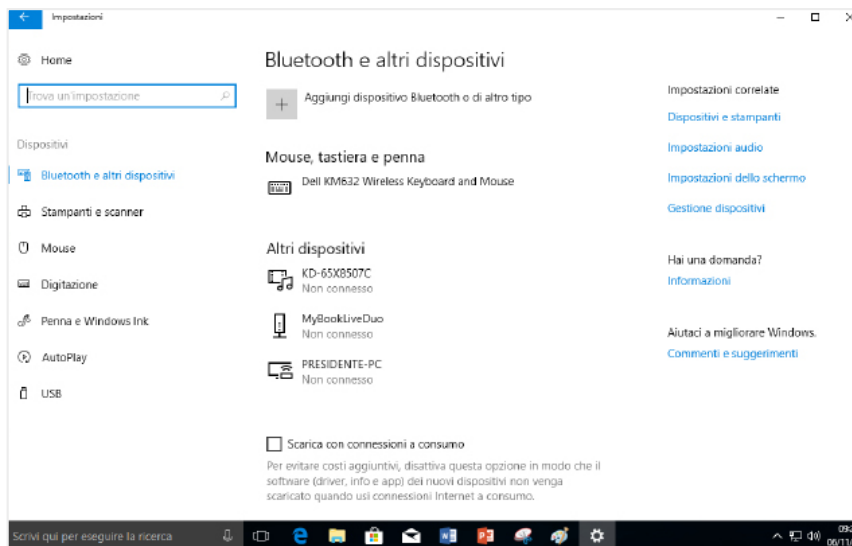 Impostazioni
Home
Trova un'impostazione
Dispositivi
Bluetooth e altri dispositivi
Stampanti e scanner
Mouse
Digitazione
Penna e Windows Ink
AutoPlay
USB
Bluetooth e altri dispositivi
Aggiungi dispositivo Bluetooth o di altro tipo
Mouse, tastiera e penna
Dell KM632 Wireless Keyboard and Mouse
Altri dispositivi
KD-65X8507C
Non connesso
MyBookLiveDuo
Non connesso
PRESIDENTE-PC
Non connesso
Scarica con connessioni a consumo
Per evitare costi aggiuntivi, disattiva questa opzione in modo che il
software (driver, info e app) dei nuovi dispositivi non venga
scaricato quando usi connessioni Internet a consumo.
Impostazioni correlate
Dispositivi e stampanti
Impostazioni audio
Impostazioni dello schermo
Gestione dispositivi
Hai una domanda?
Informazioni
Aiutaci a migliorare Windows.
Commenti e suggerimenti
Scrivi qui per eseguire la ricerca